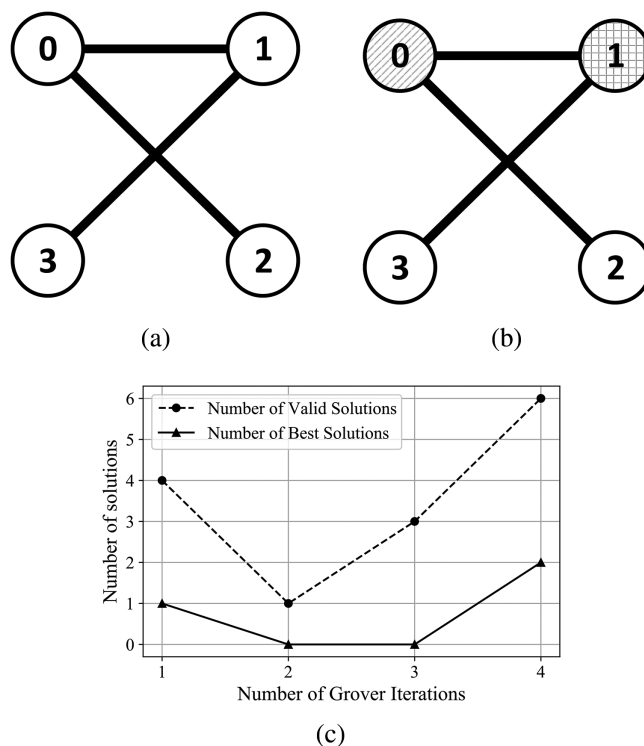 0 1
3 2
(a)
0 1
3 2
(b)
Number of solutions
6
5
4
3
2
1
0
Number of Valid Solutions
Number of Best Solutions
1 2 3 4
Number of Grover Iterations
(c)